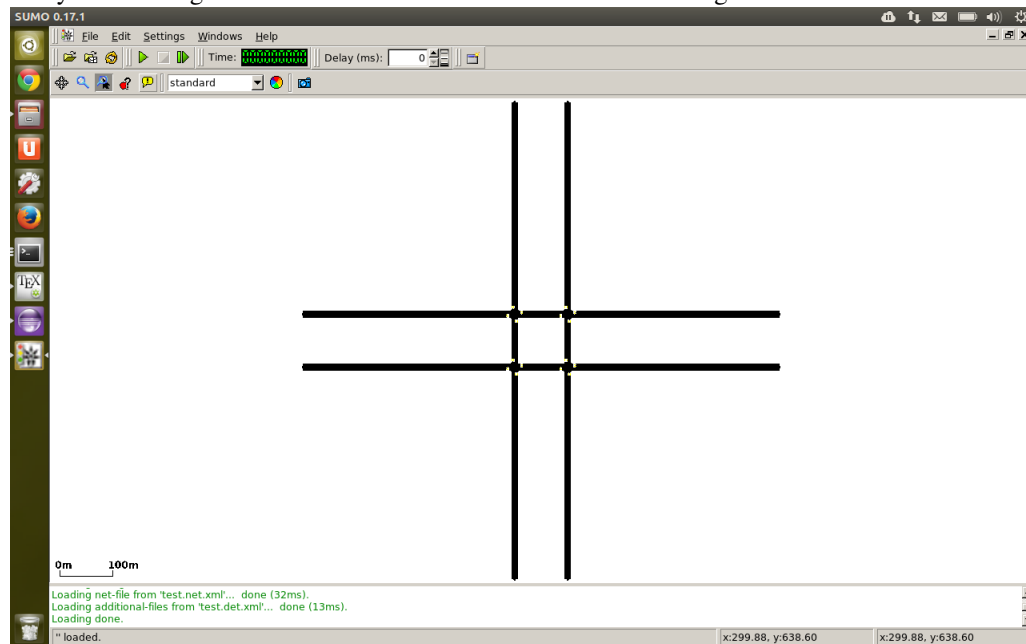 SUMO 0.17.1
File Edit Settings Windows Help
Time: Delay (ms): 0
standard
U
TEX
0m 100m
Loading net-file from 'test.net.xml'... done (32ms).
Loading additional-files from 'test.det.xml'... done (13ms).
Loading done.
'' loaded. x:299.88, y:638.60 x:299.88, y:638.60